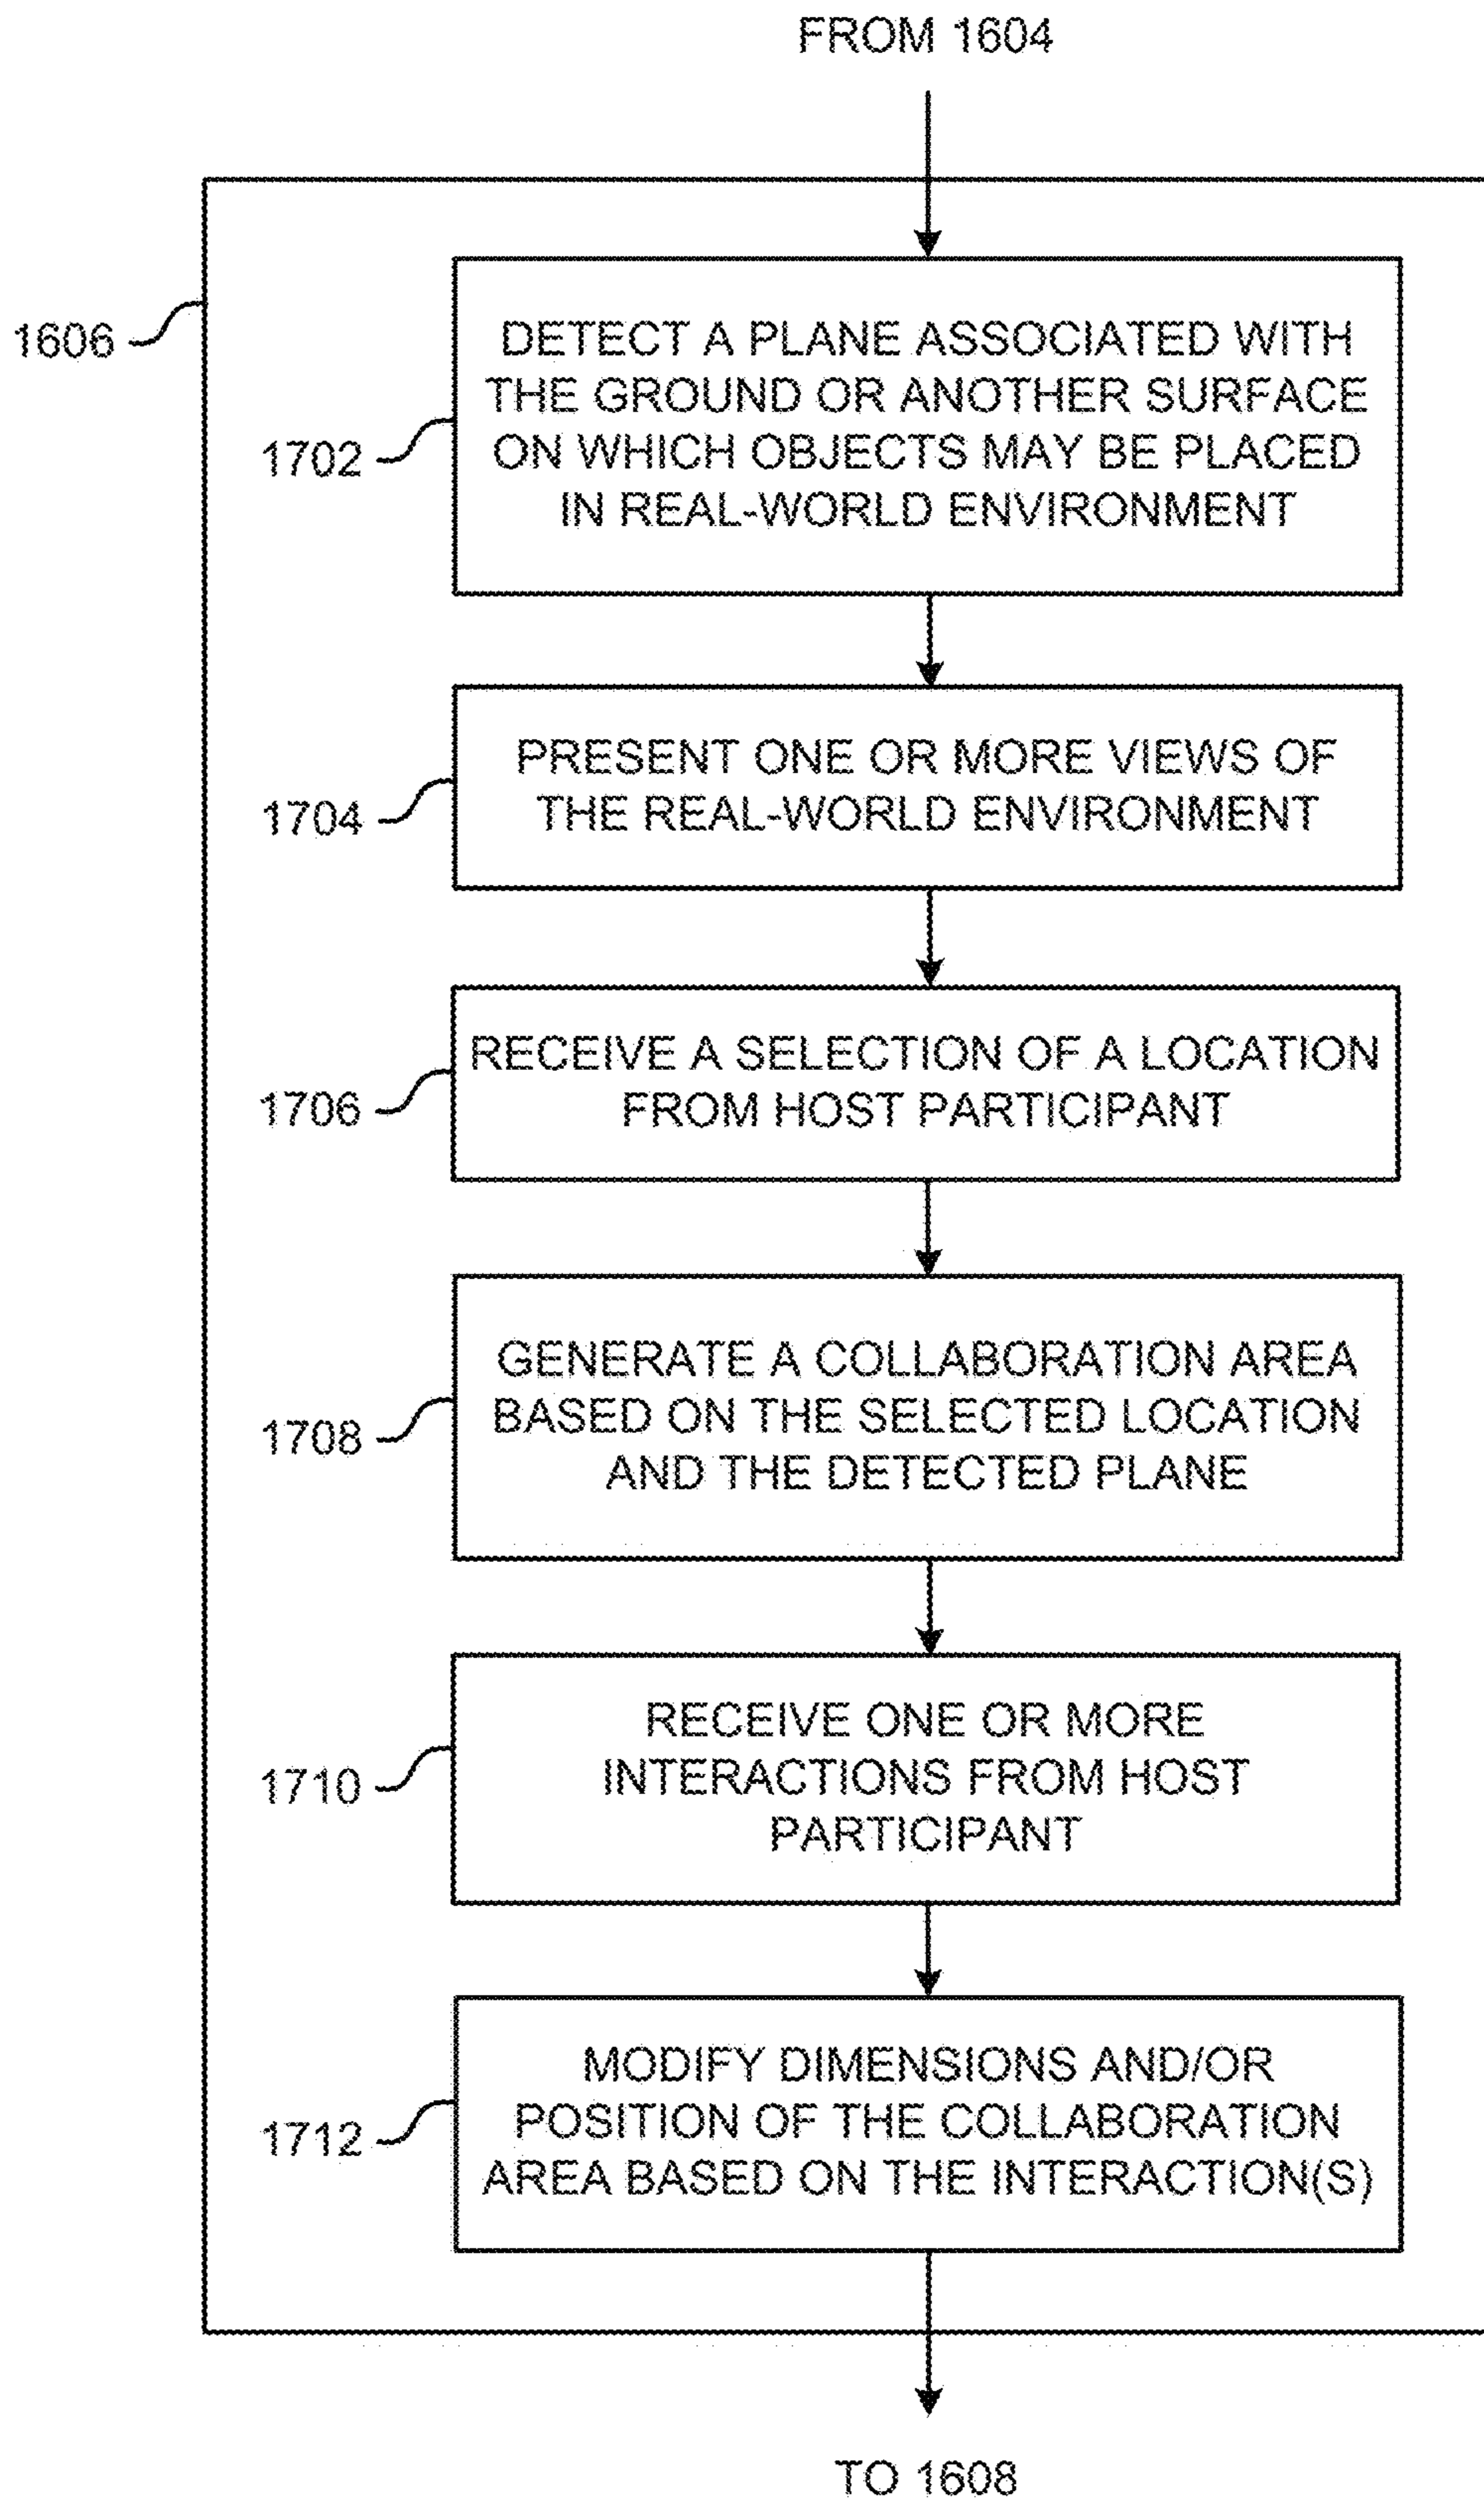 FROM 1604
1606
1702
DETECT A PLANE ASSOCIATED WITH
THE GROUND OR ANOTHER SURFACE
ON WHICH OBJECTS MAY BE PLACED
IN REAL-WORLD ENVIRONMENT
1704
PRESENT ONE OR MORE VIEWS OF
THE REAL-WORLD ENVIRONMENT
1706
RECEIVE A SELECTION OF A LOCATION
FROM HOST PARTICIPANT
1708
GENERATE A COLLABORATION AREA
BASED ON THE SELECTED LOCATION
AND THE DETECTED PLANE
1710
RECEIVE ONE OR MORE
INTERACTIONS FROM HOST
PARTICIPANT
1712
MODIFY DIMENSIONS AND/OR
POSITION OF THE COLLABORATION
AREA BASED ON THE INTERACTION(S)
TO 1608